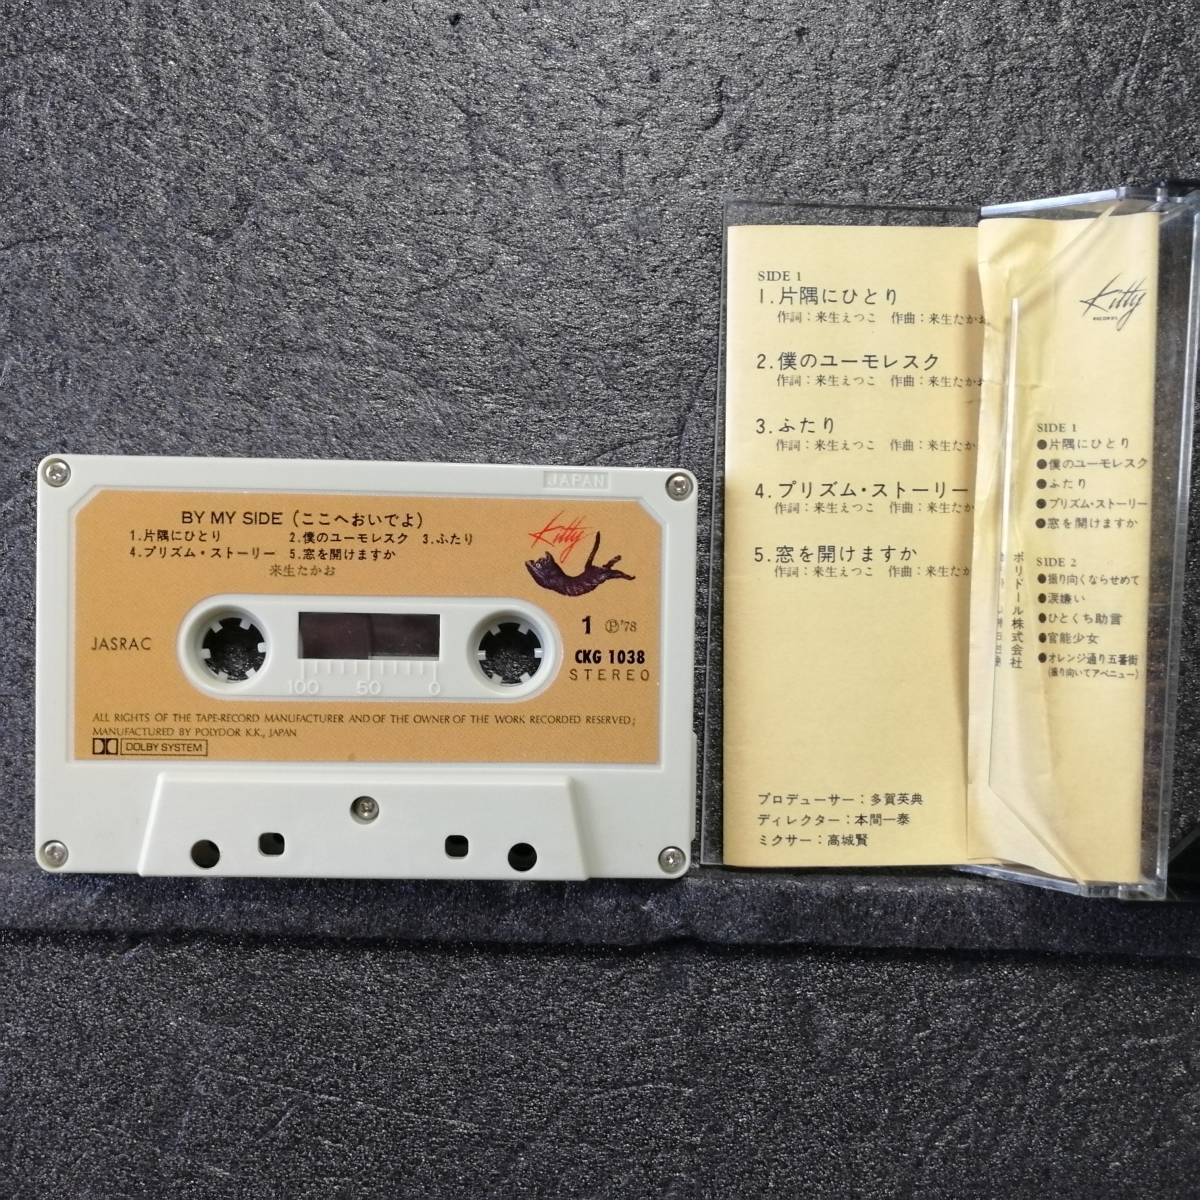 JAPAN
BY MY SIDE (ここへおいでよ)
1.片隅にひとり 2.僕のユーモレスク 3.ふたり
4.プリズム・ストーリー 5.窓を開けますか
来生たかお
Kitty
JASRAC
1 Ⓟ'78
CKG 1038
STEREO
100 50 0
ALL RIGHTS OF THE TAPE-RECORD MANUFACTURER AND OF THE OWNER OF THE WORK RECORDED RESERVED;
MANUFACTURED BY POLYDOR K.K., JAPAN
DOLBY SYSTEM
SIDE 1
1.片隅にひとり
作詞:来生えつこ 作曲:来生たかお
2.僕のユーモレスク
作詞:来生えつこ 作曲:来生たかお
3.ふたり
作詞:来生えつこ 作曲:来生たか
4.プリズム・ストーリー
作詞:来生えつこ 作曲:来生たか
5.窓を開けますか
作詞:来生えつこ 作曲:来生たか
プロデューサー:多賀英典
ディレクター:本間一泰
ミクサー:高城賢
Kitty
RECORDS
SIDE 1
●片隅にひとり
●僕のユーモレスク
●ふたり
●プリズム・ストーリー
●窓を開けますか
SIDE 2
●振り向くならせめて
●涙嫌い
●ひとくち助言
●官能少女
●オレンジ通り五番街
(振り向いてアベニュー)
ポリドール株式会社